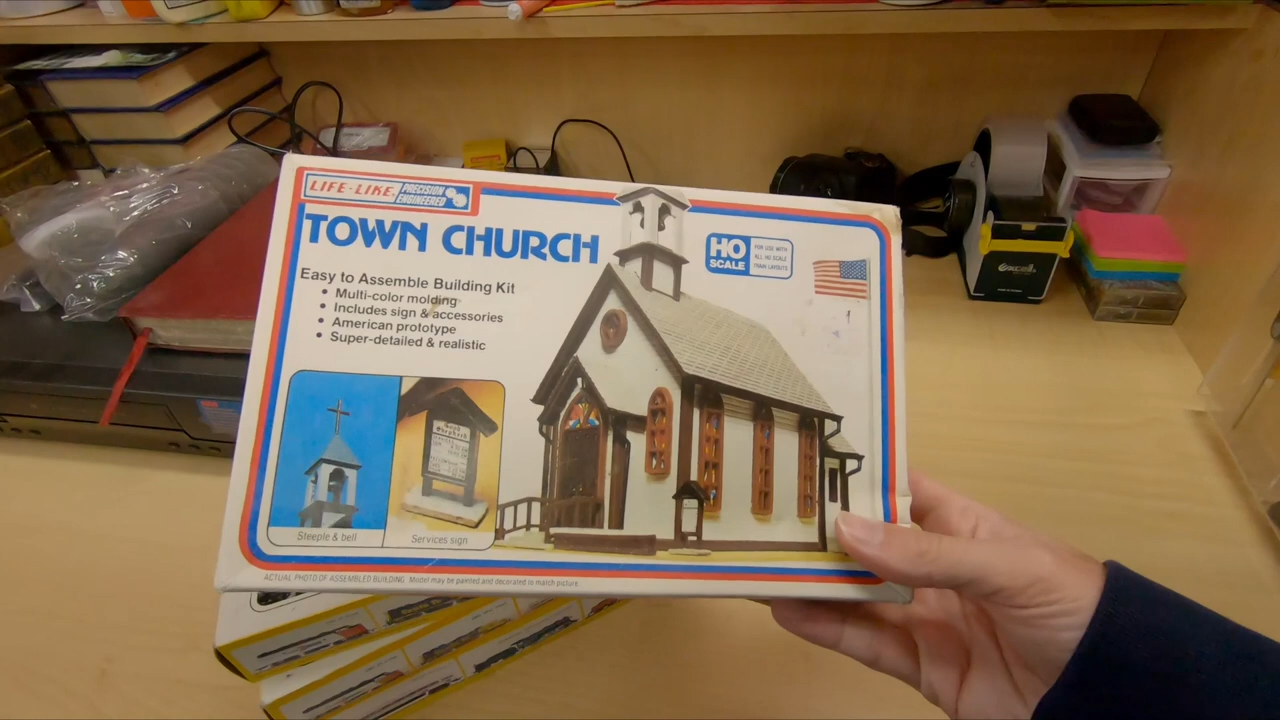 LIFE-LIKE PRECISION
ENGINEERED
TOWN CHURCH
HO
SCALE
FOR USE WITH
ALL HO SCALE
TRAIN LAYOUTS
Easy to Assemble Building Kit
• Multi-color molding
• Includes sign & accessories
• American prototype
• Super-detailed & realistic
Good
Shepherd
Steeple & bell
Services sign
ACTUAL PHOTO OF ASSEMBLED BUILDING. Model may be painted and decorated to match picture.